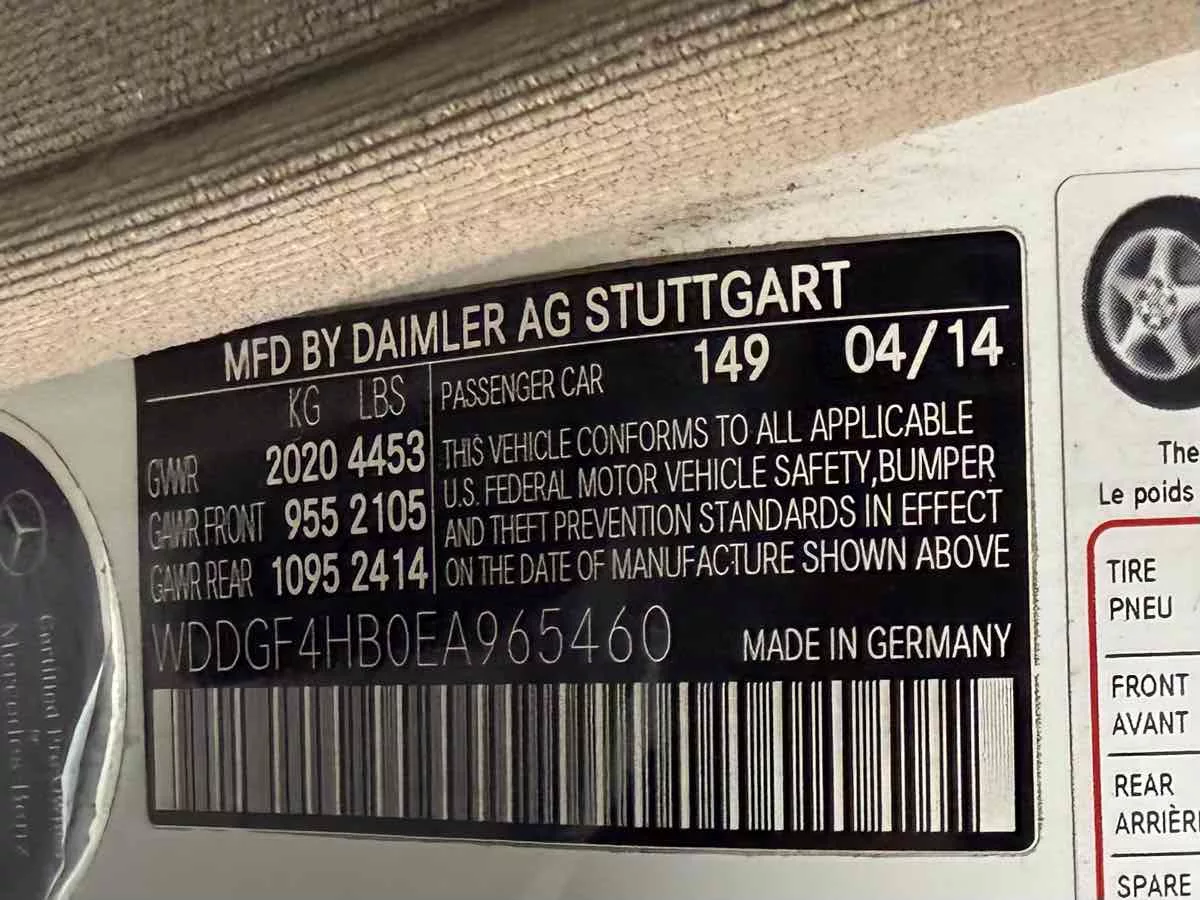 MFD BY DAIMLER AG STUTTGART
KG LBS
GVWR 2020 4453
GAWR FRONT 955 2105
GAWR REAR 1095 2414
PASSENGER CAR 149 04/14
THIS VEHICLE CONFORMS TO ALL APPLICABLE
U.S. FEDERAL MOTOR VEHICLE SAFETY,BUMPER
AND THEFT PREVENTION STANDARDS IN EFFECT
ON THE DATE OF MANUFACTURE SHOWN ABOVE
WDDGF4HB0EA965460 MADE IN GERMANY
The
Le poids
TIRE
PNEU
FRONT
AVANT
REAR
ARRIÈR
SPARE